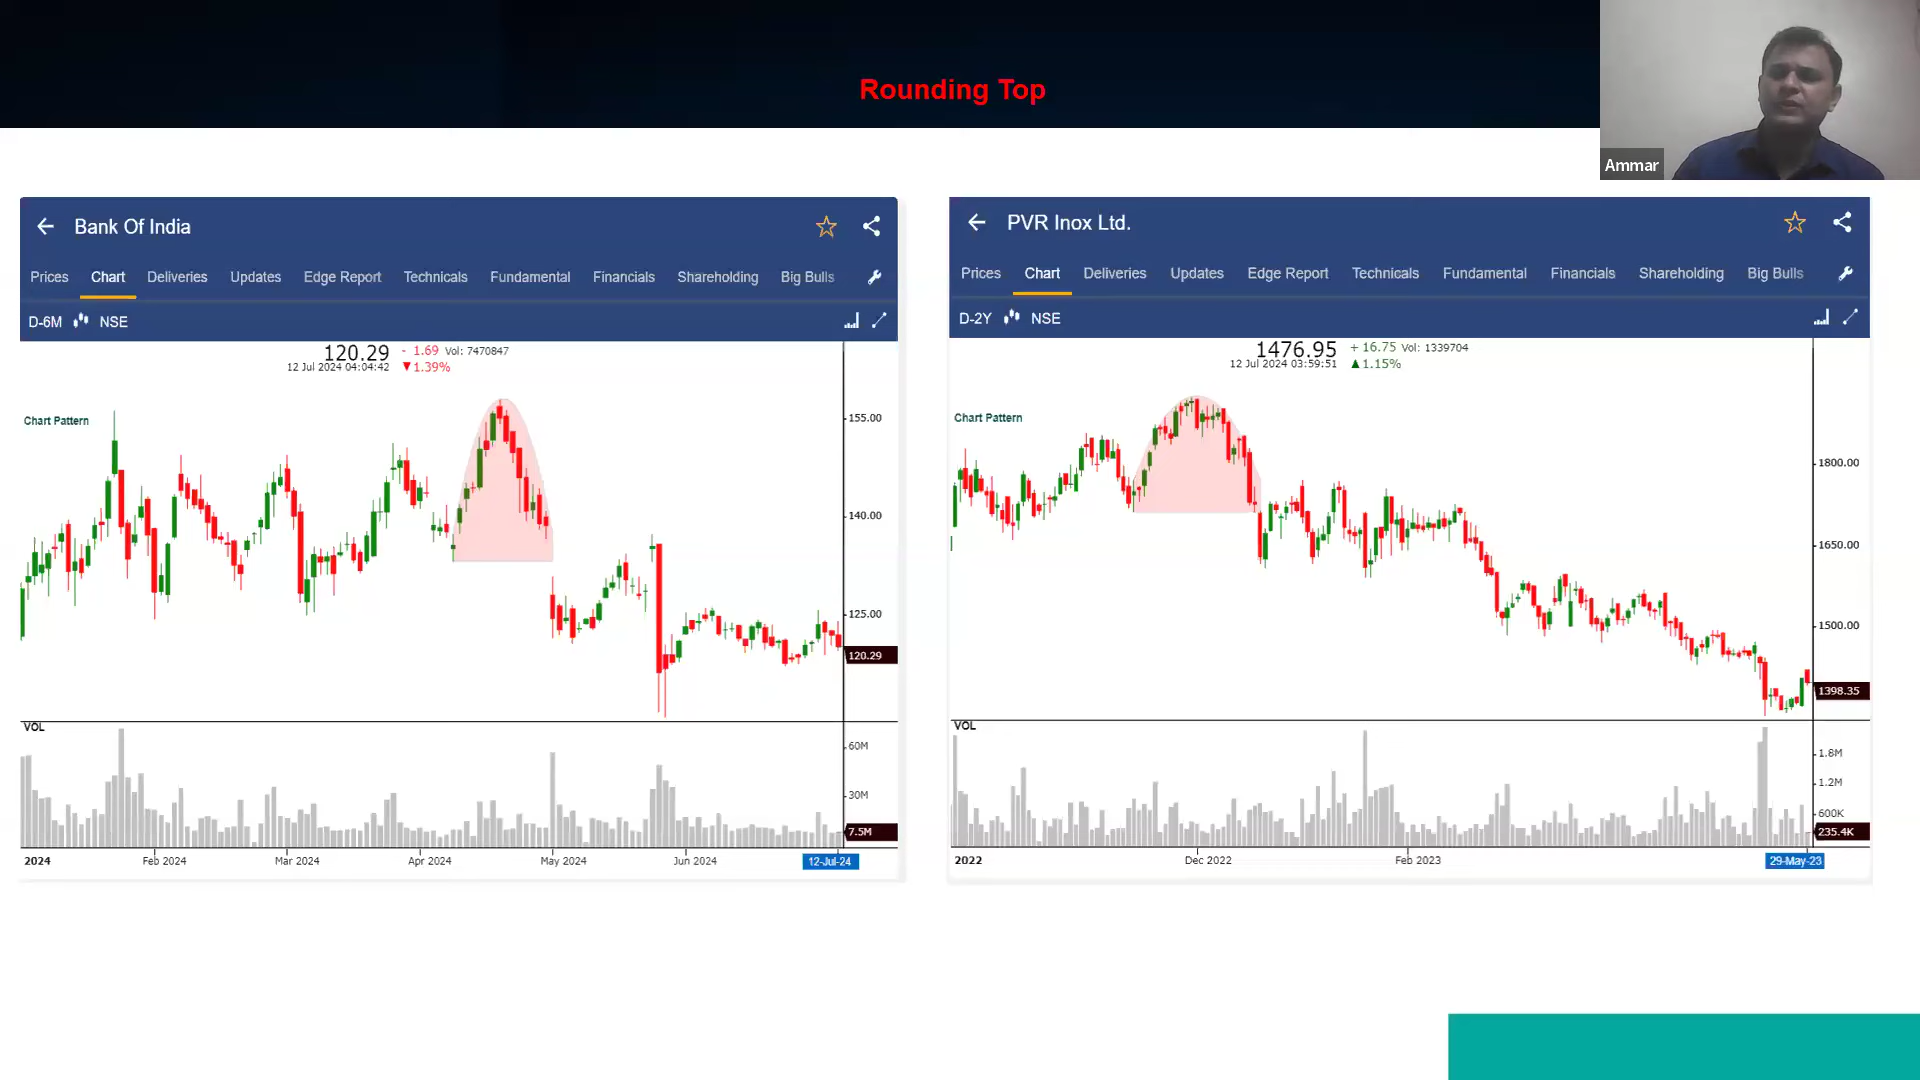 Rounding Top
Ammar
Bank Of India
Prices Chart Deliveries Updates Edge Report Technicals Fundamental Financials Shareholding Big Bulls
D-6M NSE
120.29 - 1.69 Vol: 7470847
12 Jul 2024 04:04:42 ▼1.39%
Chart Pattern
155.00
140.00
125.00
120.29
VOL
60M
30M
7.5M
2024 Feb 2024 Mar 2024 Apr 2024 May 2024 Jun 2024 12-Jul-24
PVR Inox Ltd.
Prices Chart Deliveries Updates Edge Report Technicals Fundamental Financials Shareholding Big Bulls
D-2Y NSE
1476.95 + 16.75 Vol: 1339704
12 Jul 2024 03:59:51 ▲1.15%
Chart Pattern
1800.00
1650.00
1500.00
1398.35
VOL
1.8M
1.2M
600K
235.4K
2022 Dec 2022 Feb 2023 29-May-23